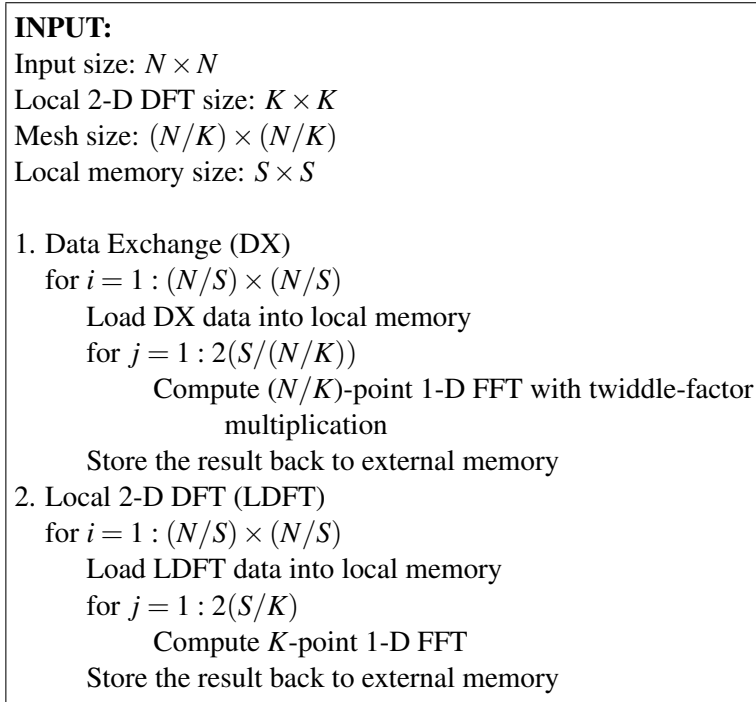 INPUT:
Input size: N × N
Local 2-D DFT size: K × K
Mesh size: (N/K) × (N/K)
Local memory size: S × S
1. Data Exchange (DX)
for i = 1 : (N/S) × (N/S)
Load DX data into local memory
for j = 1 : 2(S/(N/K))
Compute (N/K)-point 1-D FFT with twiddle-factor
multiplication
Store the result back to external memory
2. Local 2-D DFT (LDFT)
for i = 1 : (N/S) × (N/S)
Load LDFT data into local memory
for j = 1 : 2(S/K)
Compute K-point 1-D FFT
Store the result back to external memory